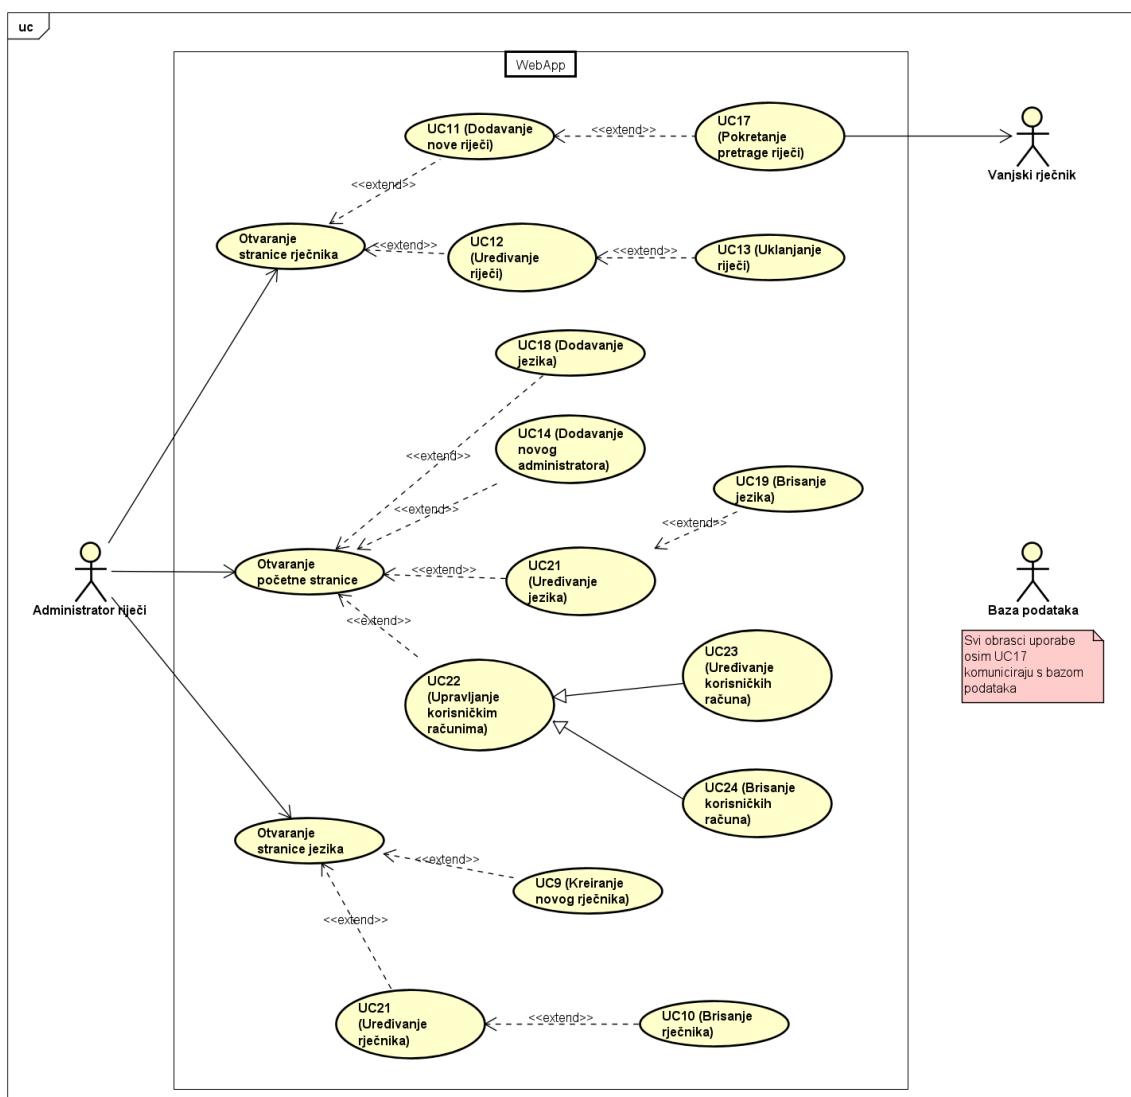 uc
WebApp
UC11 (Dodavanje
nove riječi)
<<extend>>
UC17
(Pokretanje
pretrage riječi)
Vanjski rječnik
<<extend>>
Otvaranje
stranice rječnika
<<extend>>
UC12
(Uređivanje
riječi)
<<extend>>
UC13 (Uklanjanje
riječi)
UC18 (Dodavanje
jezika)
<<extend>>
UC14 (Dodavanje
novog
administratora)
<<extend>>
UC19 (Brisanje
jezika)
<<extend>>
Administrator riječi
Otvaranje
početne stranice
<<extend>>
UC21
(Uređivanje
jezika)
Baza podataka
Svi obrasci uporabe
osim UC17
komuniciraju s bazom
podataka
<<extend>>
UC22
(Upravljanje
korisničkim
računima)
UC23
(Uređivanje
korisničkih
računa)
UC24 (Brisanje
korisničkih
računa)
Otvaranje
stranice jezika
<<extend>>
UC9 (Kreiranje
novog rječnika)
<<extend>>
UC21
(Uređivanje
rječnika)
<<extend>>
UC10 (Brisanje
rječnika)